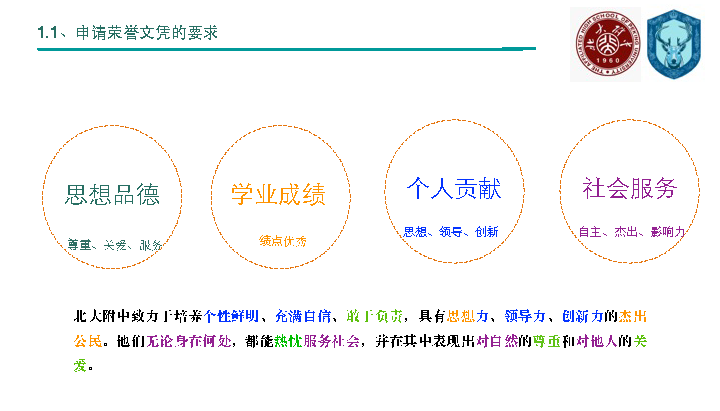 1.1、申请荣誉文凭的要求
THE AFFILIATED HIGH SCHOOL OF PEKING UNIVERSITY
北大附中
1960
思想品德
尊重、关爱、服务
学业成绩
绩点优秀
个人贡献
思想、领导、创新
社会服务
自主、杰出、影响力
北大附中致力于培养个性鲜明、充满自信、敢于负责，具有思想力、领导力、创新力的杰出
公民。他们无论身在何处，都能热忱服务社会，并在其中表现出对自然的尊重和对他人的关
爱。